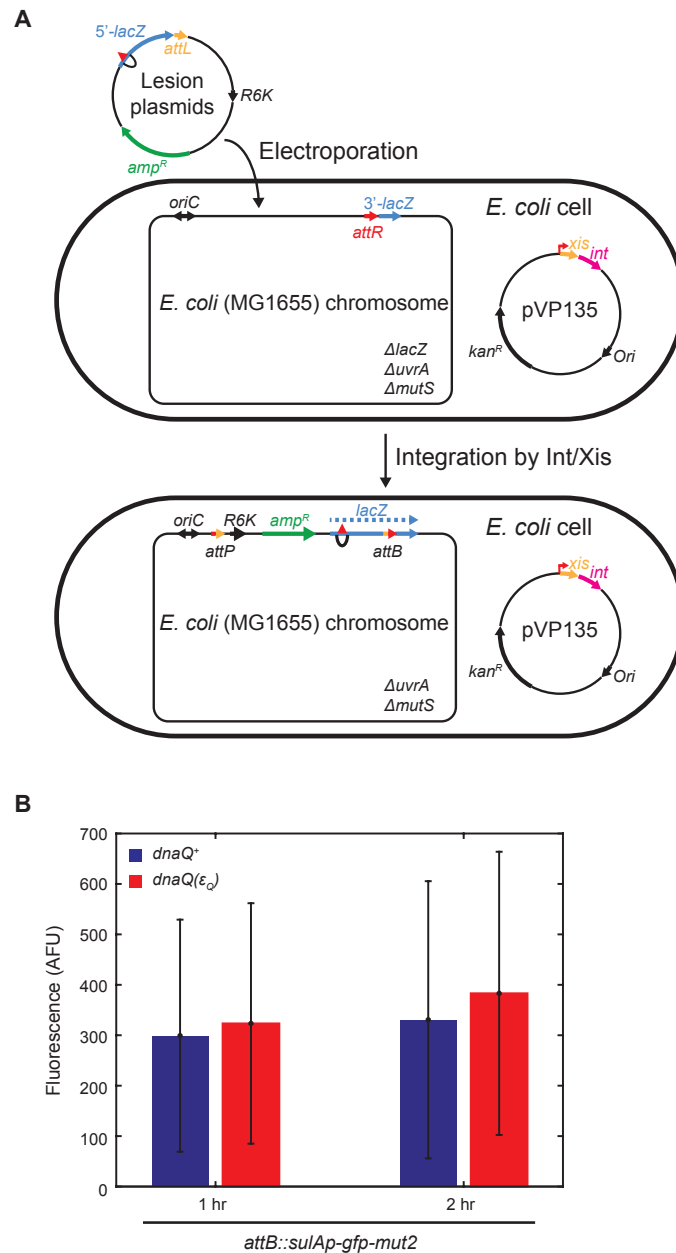 A
5'-lacZ
attL
Lesion
plasmids
R6K
ampR
Electroporation
oriC
3'-lacZ
attR
E. coli cell
xis
int
E. coli (MG1655) chromosome
pVP135
ΔlacZ
ΔuvrA
ΔmutS
kanR
Ori
Integration by Int/Xis
oriC
R6K
ampR
lacZ
attP
attB
E. coli cell
xis
int
E. coli (MG1655) chromosome
pVP135
ΔuvrA
ΔmutS
kanR
Ori
B
700
600
500
400
300
200
100
0
Fluorescence (AFU)
dnaQ+
dnaQ(εQ)
1 hr
2 hr
attB::sulAp-gfp-mut2